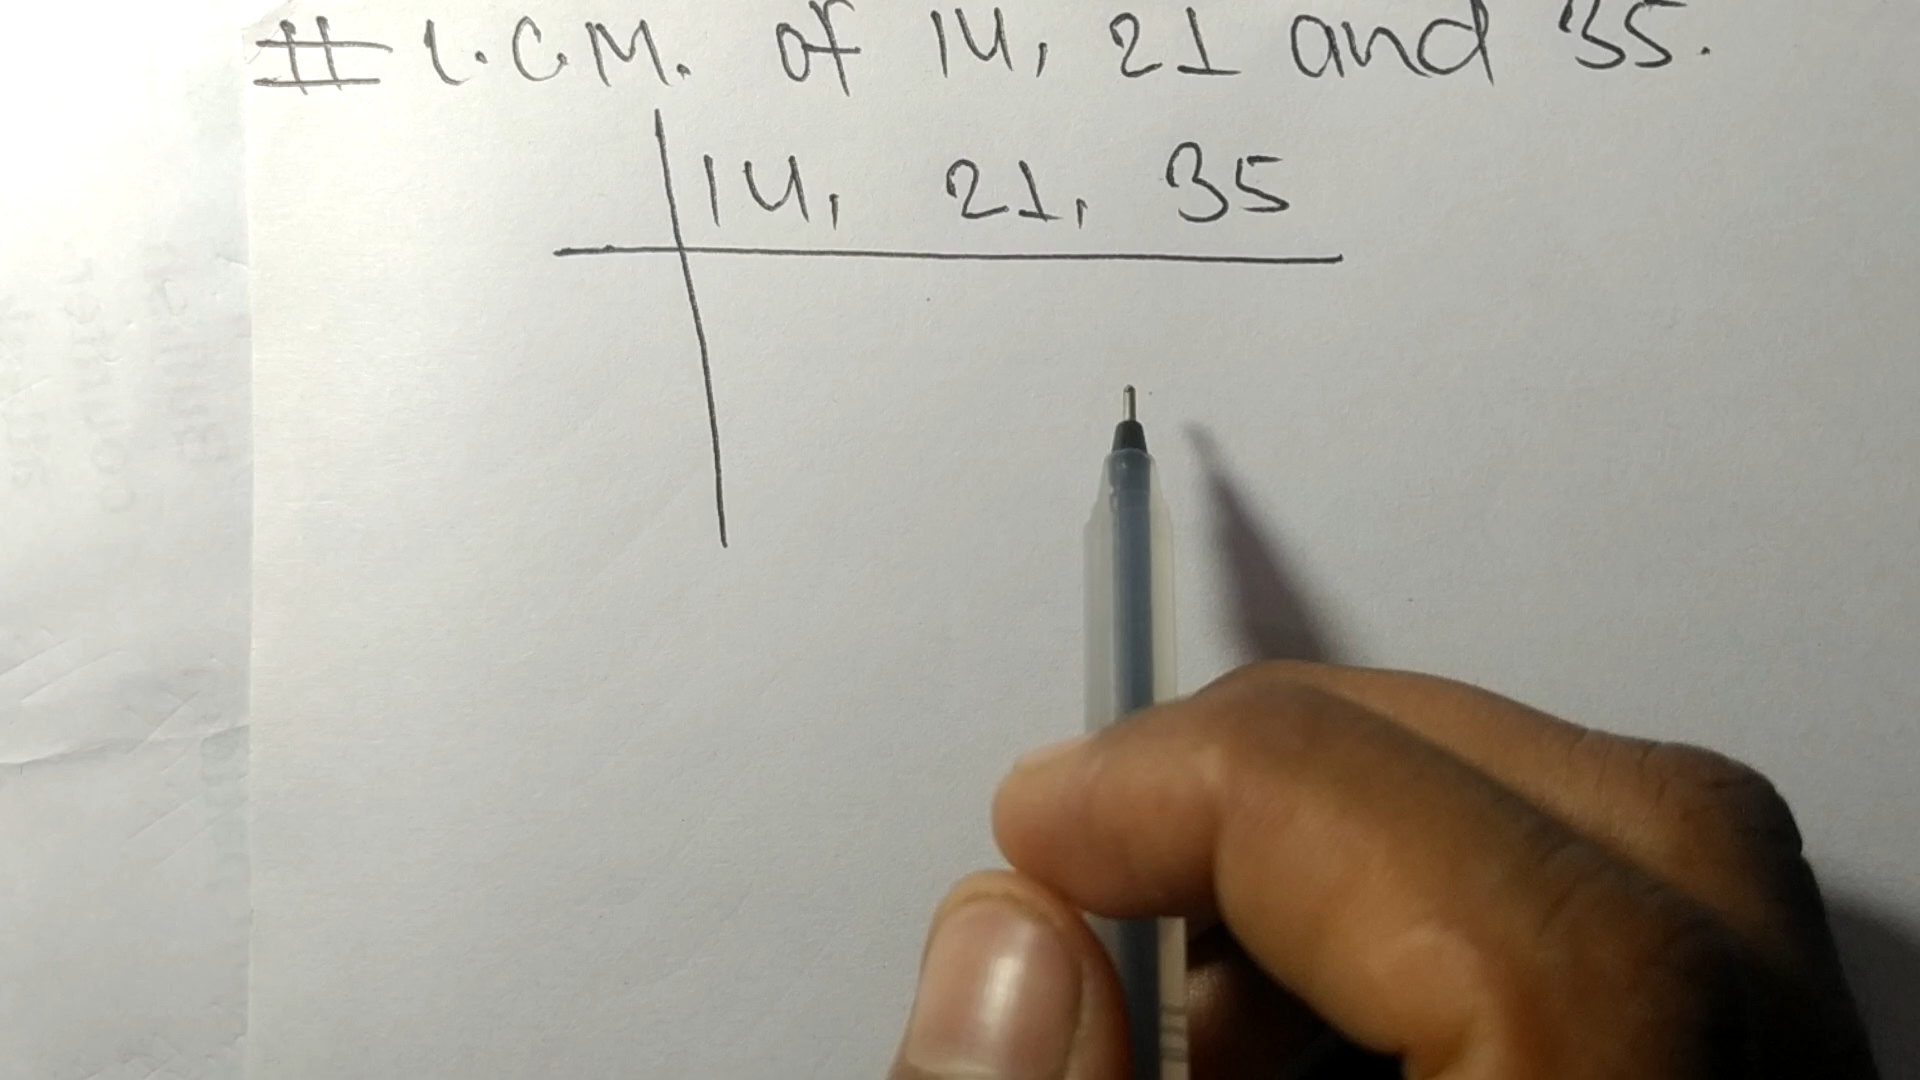 # L.C.M. of 14, 21 and 35.
14, 21, 35